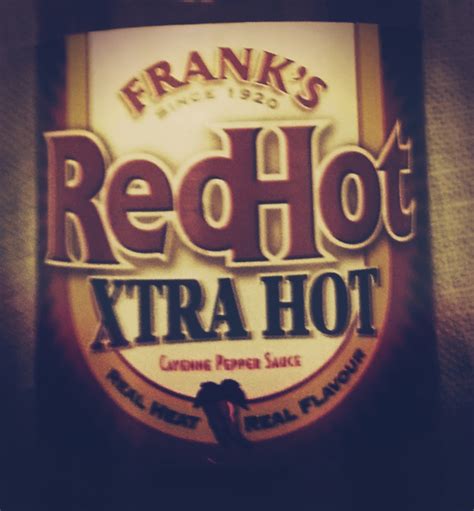 FRANK'S
SINCE 1920
RedHot
XTRA HOT
CAYENNE PEPPER SAUCE
REAL HEAT REAL FLAVOUR